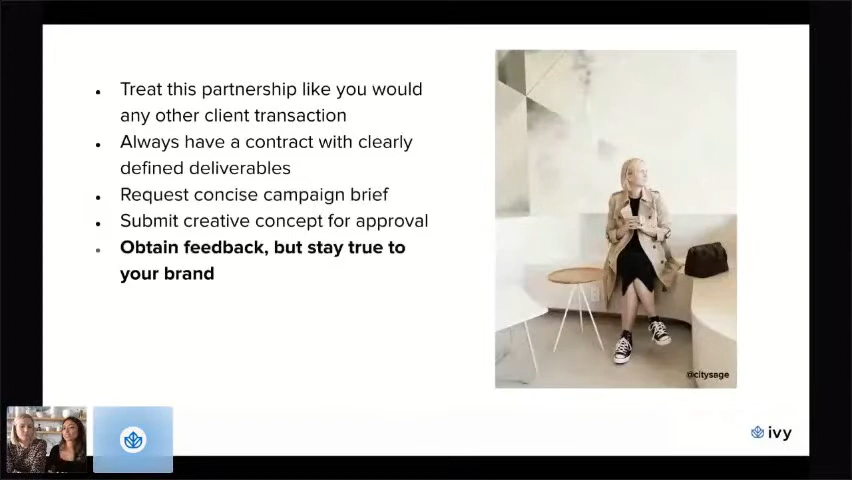 • Treat this partnership like you would
any other client transaction
• Always have a contract with clearly
defined deliverables
• Request concise campaign brief
• Submit creative concept for approval
• Obtain feedback, but stay true to
your brand
@citysage
ivy